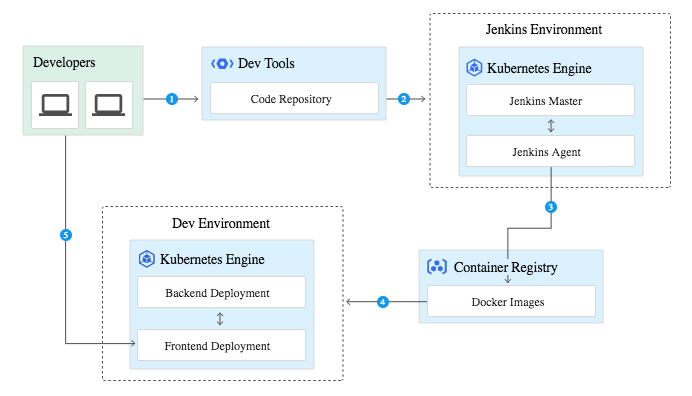 Jenkins Environment
Developers
Dev Tools
Kubernetes Engine
1
Code Repository
2
Jenkins Master
Jenkins Agent
3
Dev Environment
5
Kubernetes Engine
Container Registry
Backend Deployment
4
Docker Images
Frontend Deployment